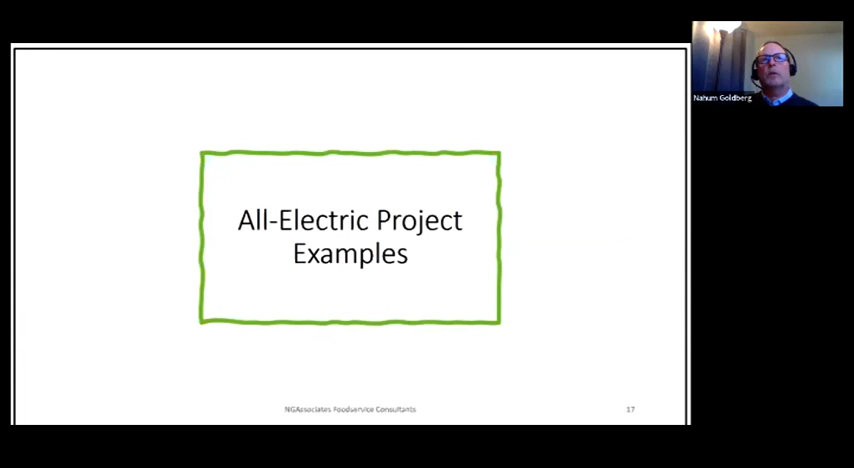 Nahum Goldberg
All-Electric Project
Examples
NGAssociates Foodservice Consultants
17